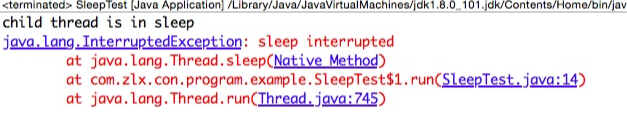 <terminated> SleepTest [Java Application] /Library/Java/JavaVirtualMachines/jdk1.8.0_101.jdk/Contents/Home/bin/jav
child thread is in sleep
java.lang.InterruptedException: sleep interrupted
at java.lang.Thread.sleep(Native Method)
at com.zlx.con.program.example.SleepTest$1.run(SleepTest.java:14)
at java.lang.Thread.run(Thread.java:745)